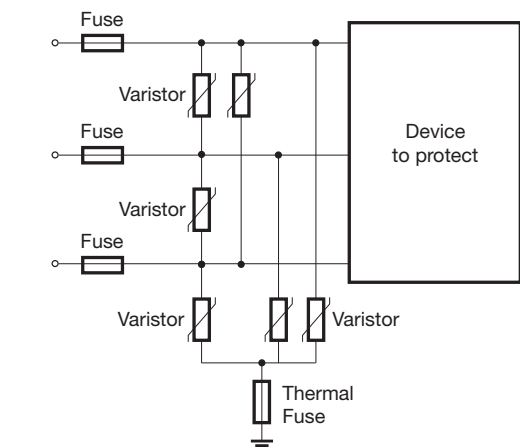 Fuse
Varistor
Fuse
Device
to protect
Varistor
Fuse
Varistor
Varistor
Thermal
Fuse